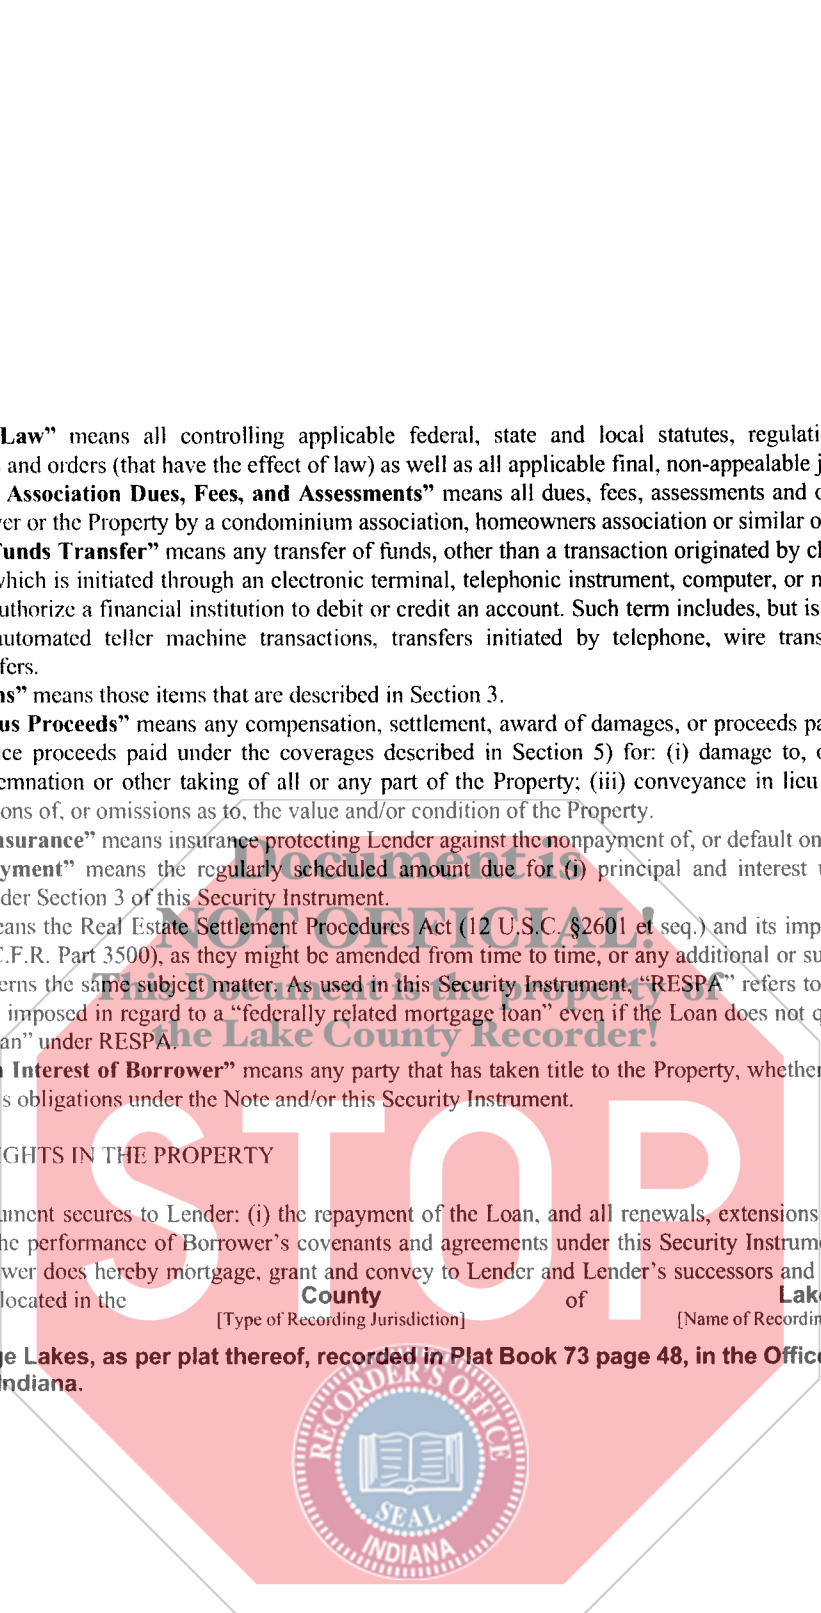 Law” means all controlling applicable federal, state and local statutes,
and orders (that have the effect of law) as well as all applicable final, non-appealable
Association Dues, Fees, and Assessments” means all dues, fees, assessments and
or the Property by a condominium association, homeowners association or similar
Funds Transfer” means any transfer of funds, other than a transaction originated by
which is initiated through an electronic terminal, telephonic instrument, computer, or
authorize a financial institution to debit or credit an account. Such term includes, but is
automated teller machine transactions, transfers initiated by telephone, wire
fers.
ns” means those items that are described in Section 3.
us Proceeds” means any compensation, settlement, award of damages, or proceeds
ce proceeds paid under the coverages described in Section 5) for: (i) damage to,
emnation or other taking of all or any part of the Property; (iii) conveyance in lieu
ons of, or omissions as to, the value and/or condition of the Property.
nsurance” means insurance protecting Lender against the nonpayment of, or default on
Document is
yment” means the regularly scheduled amount due for (i) principal and interest
der Section 3 of this Security Instrument.
NOT OFFICIAL!
eans the Real Estate Settlement Procedures Act (12 U.S.C. §2601 et seq.) and its
C.F.R. Part 3500), as they might be amended from time to time, or any additional or
This Document is the property of
erns the same subject matter. As used in this Security Instrument, “RESPA” refers to
imposed in regard to a “federally related mortgage loan” even if the Loan does not
the Lake County Recorder!
an” under RESPA.
Interest of Borrower” means any party that has taken title to the Property, whether
s obligations under the Note and/or this Security Instrument.
STOP
GHTS IN THE PROPERTY
ument secures to Lender: (i) the repayment of the Loan, and all renewals, extensions
he performance of Borrower’s covenants and agreements under this Security
wer does hereby mortgage, grant and convey to Lender and Lender’s successors and
located in the County of Lake
[Type of Recording Jurisdiction] [Name of
ge Lakes, as per plat thereof, recorded in Plat Book 73 page 48, in the Office
Indiana.
RECORDER'S OFFICE
SEAL
INDIANA